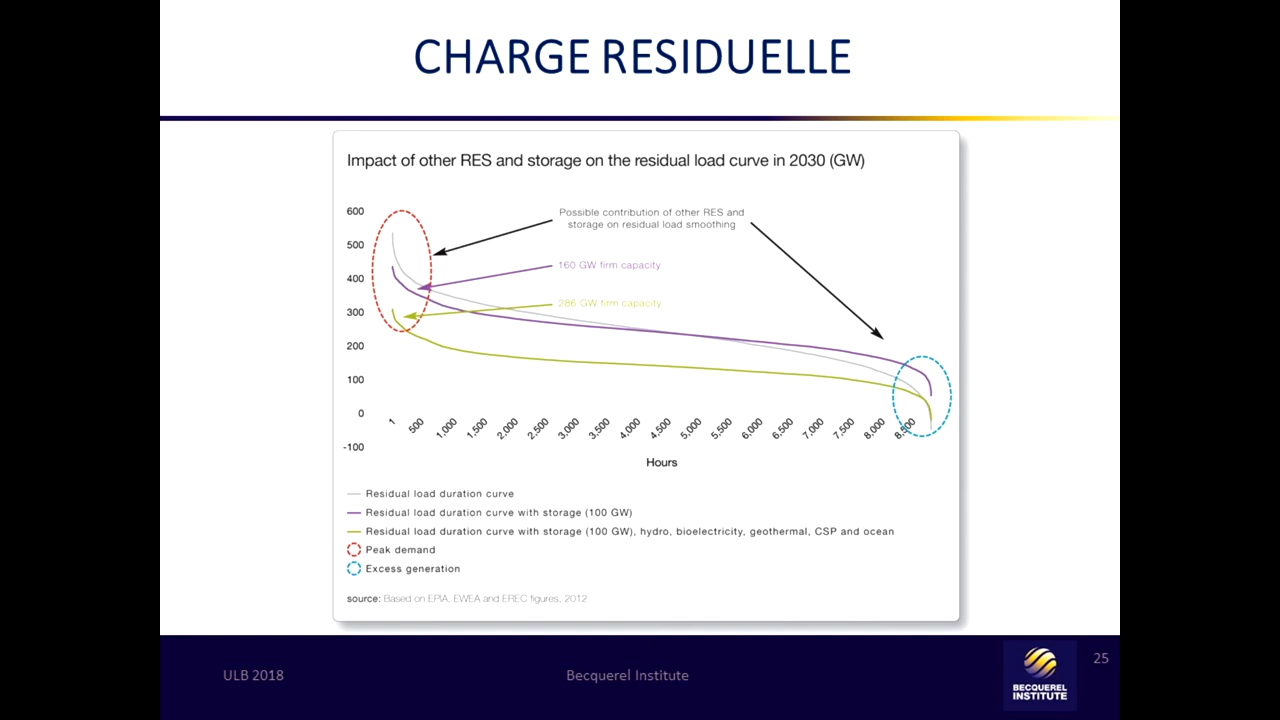 CHARGE RESIDUELLE
Impact of other RES and storage on the residual load curve in 2030 (GW)
Possible contribution of other RES and
storage on residual load smoothing
160 GW firm capacity
286 GW firm capacity
600
500
400
300
200
100
0
-100
1 500 1,000 1,500 2,000 2,500 3,000 3,500 4,000 4,500 5,000 5,500 6,000 6,500 7,000 7,500 8,000 8,500
Hours
Residual load duration curve
Residual load duration curve with storage (100 GW)
Residual load duration curve with storage (100 GW), hydro, bioelectricity, geothermal, CSP and ocean
Peak demand
Excess generation
source: Based on EPIA, EWEA and EREC figures, 2012
ULB 2018
Becquerel Institute
BECQUEREL
INSTITUTE
25